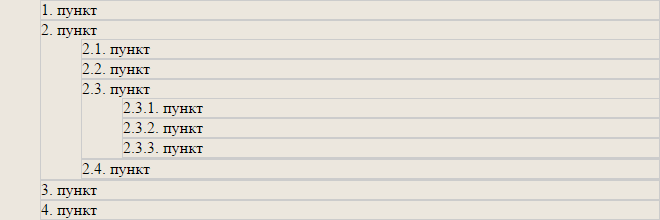 1. пункт
2. пункт
2.1. пункт
2.2. пункт
2.3. пункт
2.3.1. пункт
2.3.2. пункт
2.3.3. пункт
2.4. пункт
3. пункт
4. пункт